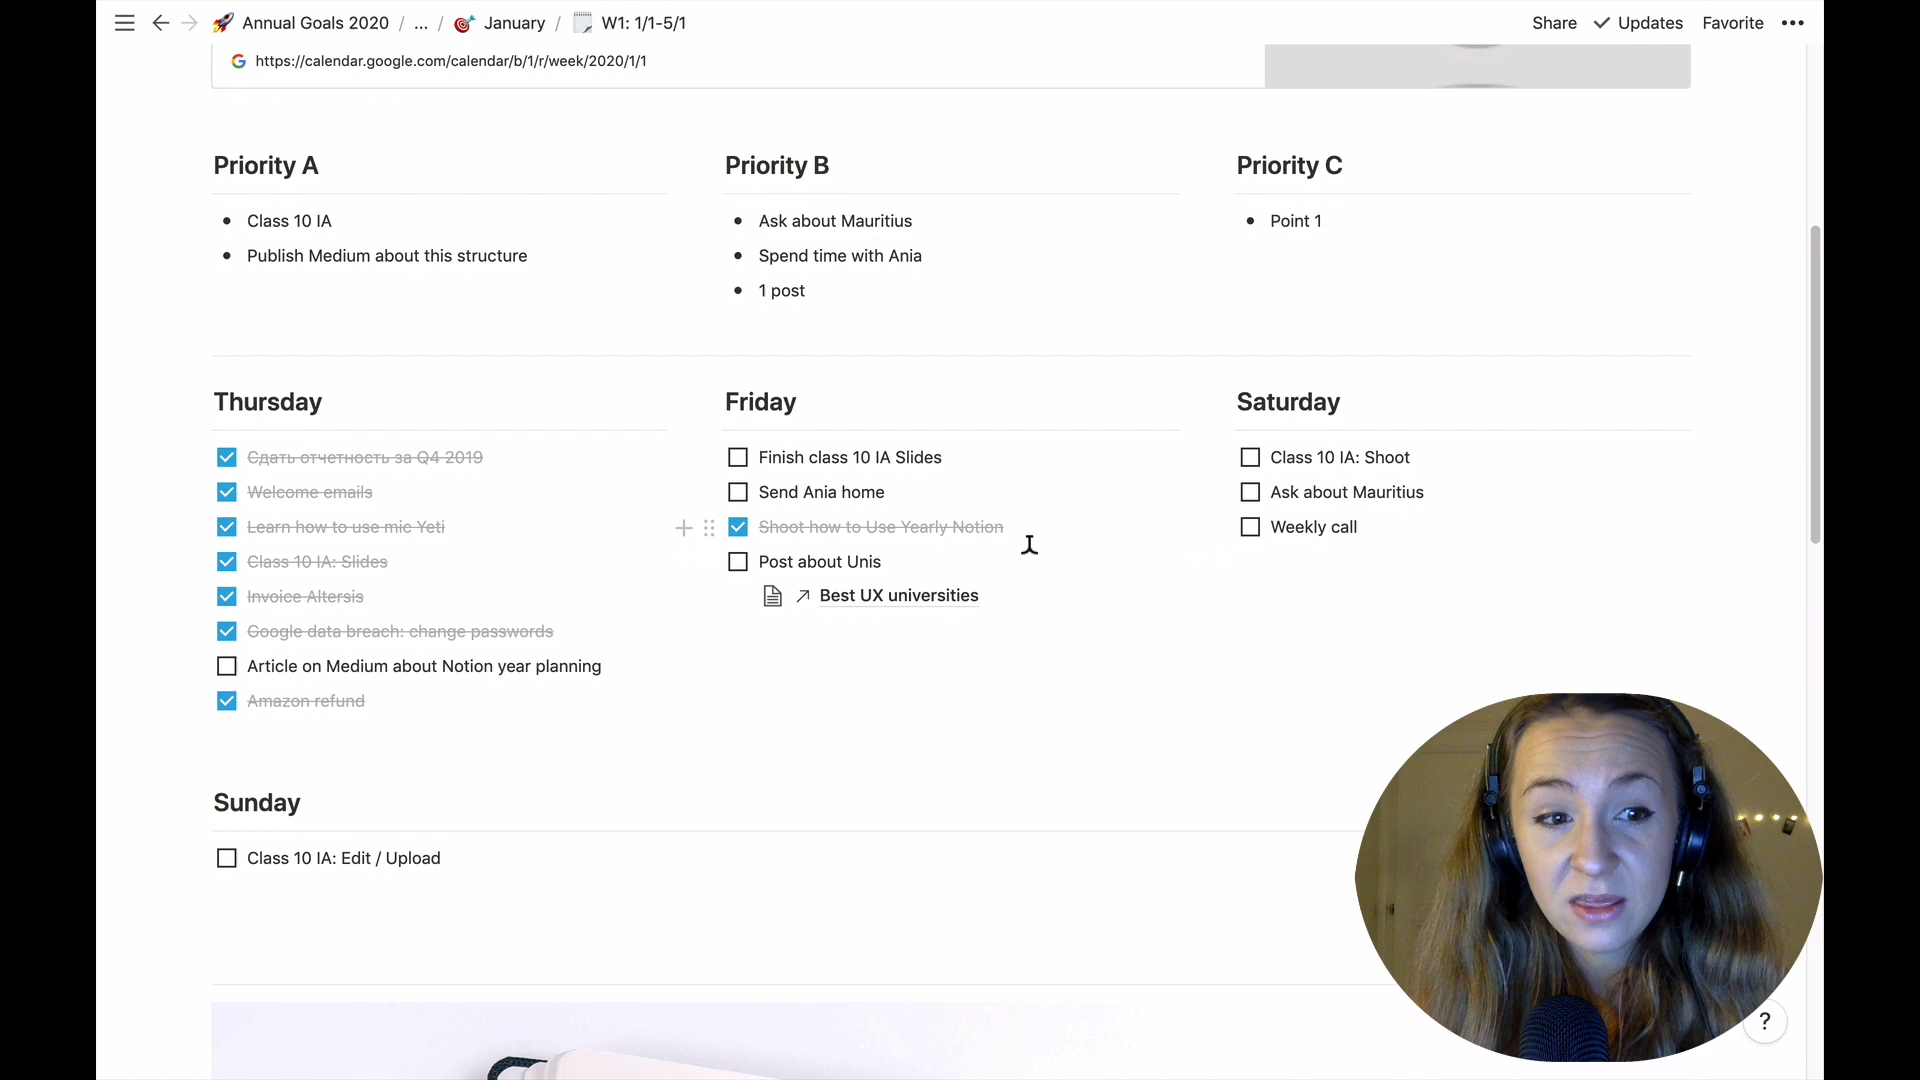 Annual Goals 2020 / ... / January / W1: 1/1-5/1
Share Updates Favorite •••
https://calendar.google.com/calendar/b/1/r/week/2020/1/1
Priority A
• Class 10 IA
• Publish Medium about this structure
Priority B
• Ask about Mauritius
• Spend time with Ania
• 1 post
Priority C
• Point 1
Thursday
Сдать отчетность за Q4 2019
Welcome emails
Learn how to use mic Yeti
Class 10 IA: Slides
Invoice Altersis
Google data breach: change passwords
Article on Medium about Notion year planning
Amazon refund
Friday
Finish class 10 IA Slides
Send Ania home
Shoot how to Use Yearly Notion
Post about Unis
Best UX universities
Saturday
Class 10 IA: Shoot
Ask about Mauritius
Weekly call
Sunday
Class 10 IA: Edit / Upload
?